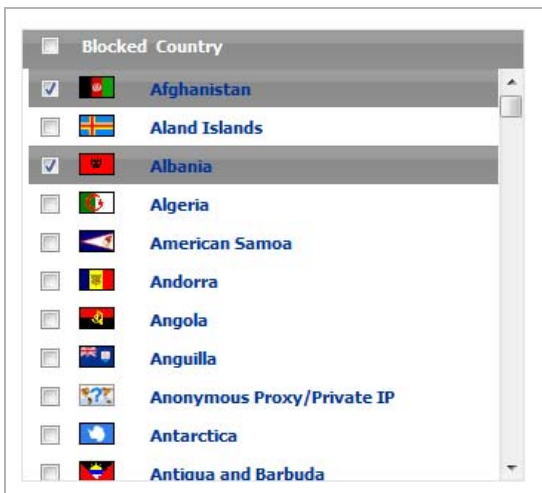 Blocked Country
Afghanistan
Aland Islands
Albania
Algeria
American Samoa
Andorra
Angola
Anguilla
Anonymous Proxy/Private IP
Antarctica
Antigua and Barbuda